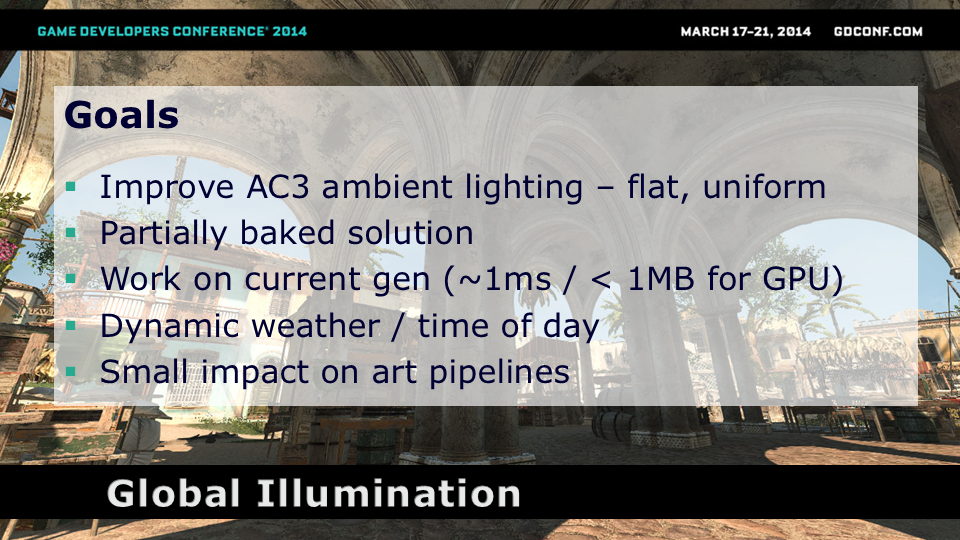 GAME DEVELOPERS CONFERENCE® 2014 MARCH 17–21, 2014 GDCONF.COM
Goals
▪ Improve AC3 ambient lighting – flat, uniform
▪ Partially baked solution
▪ Work on current gen (~1ms / < 1MB for GPU)
▪ Dynamic weather / time of day
▪ Small impact on art pipelines
Global Illumination